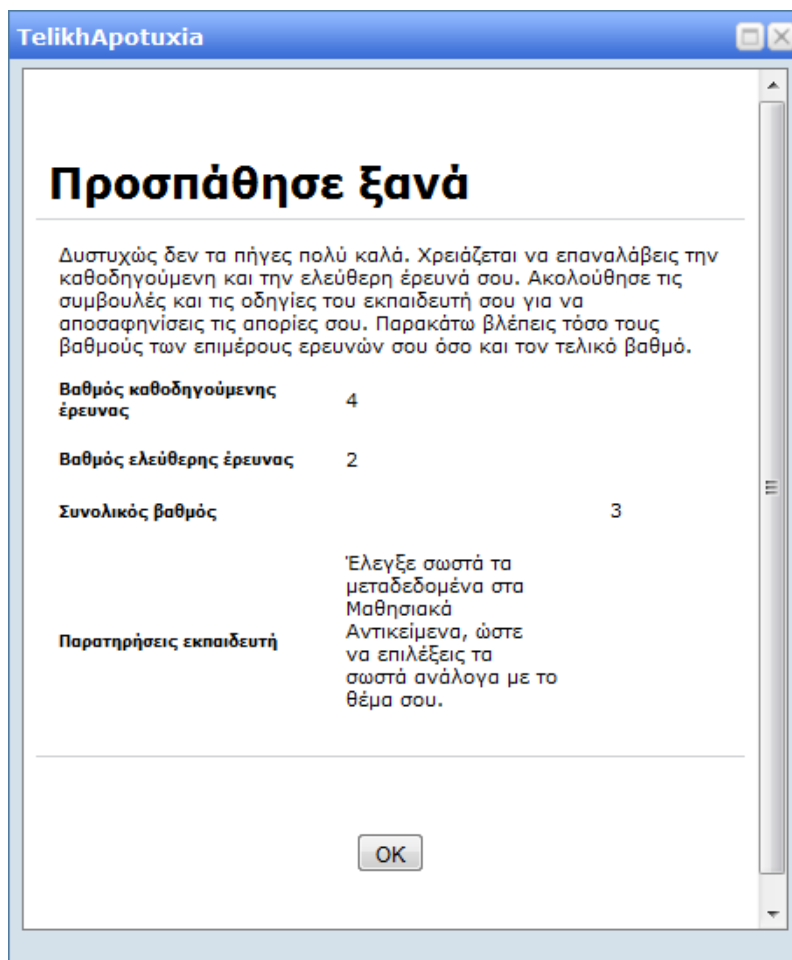 TelikhApotuxia
Προσπάθησε ξανά
Δυστυχώς δεν τα πήγες πολύ καλά. Χρειάζεται να επαναλάβεις την
καθοδηγούμενη και την ελεύθερη έρευνά σου. Ακολούθησε τις
συμβουλές και τις οδηγίες του εκπαιδευτή σου για να
αποσαφηνίσεις τις απορίες σου. Παρακάτω βλέπεις τόσο τους
βαθμούς των επιμέρους ερευνών σου όσο και τον τελικό βαθμό.
Βαθμός καθοδηγούμενης
έρευνας
4
Βαθμός ελεύθερης έρευνας
2
Συνολικός βαθμός
3
Παρατηρήσεις εκπαιδευτή
Έλεγξε σωστά τα
μεταδεδομένα στα
Μαθησιακά
Αντικείμενα, ώστε
να επιλέξεις τα
σωστά ανάλογα με το
θέμα σου.
OK